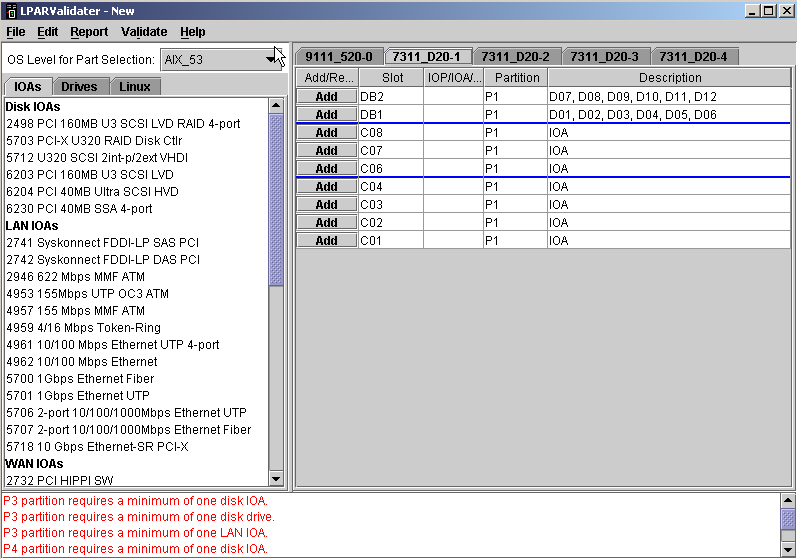 LPARValidater - New
File Edit Report Validate Help
OS Level for Part Selection: AIX_53
IOAs Drives Linux
Disk IOAs
2498 PCI 160MB U3 SCSI LVD RAID 4-port
5703 PCI-X U320 RAID Disk Ctlr
5712 U320 SCSI 2int-p/2ext VHDI
6203 PCI 160MB U3 SCSI LVD
6204 PCI 40MB Ultra SCSI HVD
6230 PCI 40MB SSA 4-port
LAN IOAs
2741 Syskonnect FDDI-LP SAS PCI
2742 Syskonnect FDDI-LP DAS PCI
2946 622 Mbps MMF ATM
4953 155Mbps UTP OC3 ATM
4957 155 Mbps MMF ATM
4959 4/16 Mbps Token-Ring
4961 10/100 Mbps Ethernet UTP 4-port
4962 10/100 Mbps Ethernet
5700 1Gbps Ethernet Fiber
5701 1Gbps Ethernet UTP
5706 2-port 10/100/1000Mbps Ethernet UTP
5707 2-port 10/100/1000Mbps Ethernet Fiber
5718 10 Gbps Ethernet-SR PCI-X
WAN IOAs
2732 PCI HIPPI SW
9111_520-0 7311_D20-1 7311_D20-2 7311_D20-3 7311_D20-4
Add/Re... Slot IOP/IOA/... Partition Description
Add DB2 P1 D07, D08, D09, D10, D11, D12
Add DB1 P1 D01, D02, D03, D04, D05, D06
Add C08 P1 IOA
Add C07 P1 IOA
Add C06 P1 IOA
Add C04 P1 IOA
Add C03 P1 IOA
Add C02 P1 IOA
Add C01 P1 IOA
P3 partition requires a minimum of one disk IOA.
P3 partition requires a minimum of one disk drive.
P3 partition requires a minimum of one LAN IOA.
P4 partition requires a minimum of one disk IOA.